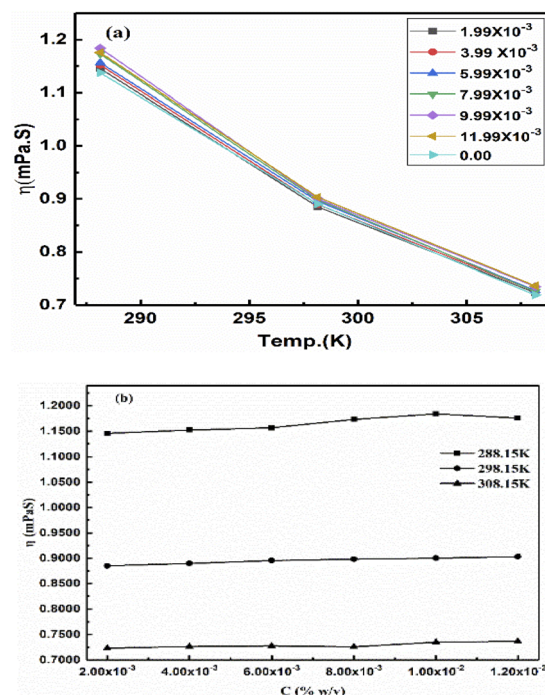 (a)
1.99X10⁻³
3.99 X10⁻³
5.99X10⁻³
7.99X10⁻³
9.99X10⁻³
11.99X10⁻³
0.00
η(mPa.S)
1.2
1.1
1.0
0.9
0.8
0.7
290 295 300 305
Temp.(K)
(b)
288.15K
298.15K
308.15K
η (mPaS)
1.2000
1.1500
1.1000
1.0500
1.0000
0.9500
0.9000
0.8500
0.8000
0.7500
0.7000
2.00x10⁻³ 4.00x10⁻³ 6.00x10⁻³ 8.00x10⁻³ 1.00x10⁻² 1.20x10⁻²
C (% w/v)